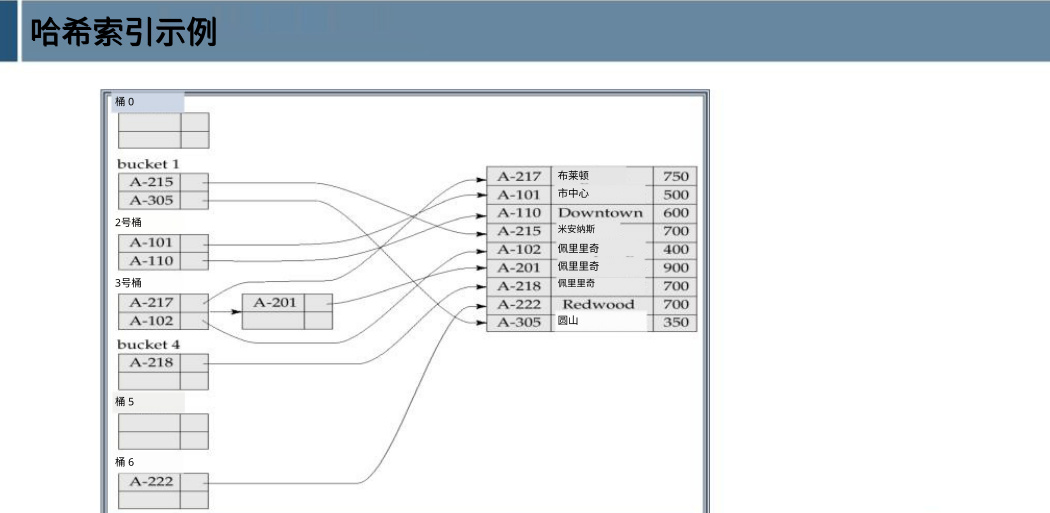 哈希索引示例
桶 0
bucket 1
A-215
A-305
2号桶
A-101
A-110
3号桶
A-217
A-102
A-201
bucket 4
A-218
桶 5
桶 6
A-222
A-217 布莱顿 750
A-101 市中心 500
A-110 Downtown 600
A-215 米安纳斯 700
A-102 佩里里奇 400
A-201 佩里里奇 900
A-218 佩里里奇 700
A-222 Redwood 700
A-305 圆山 350